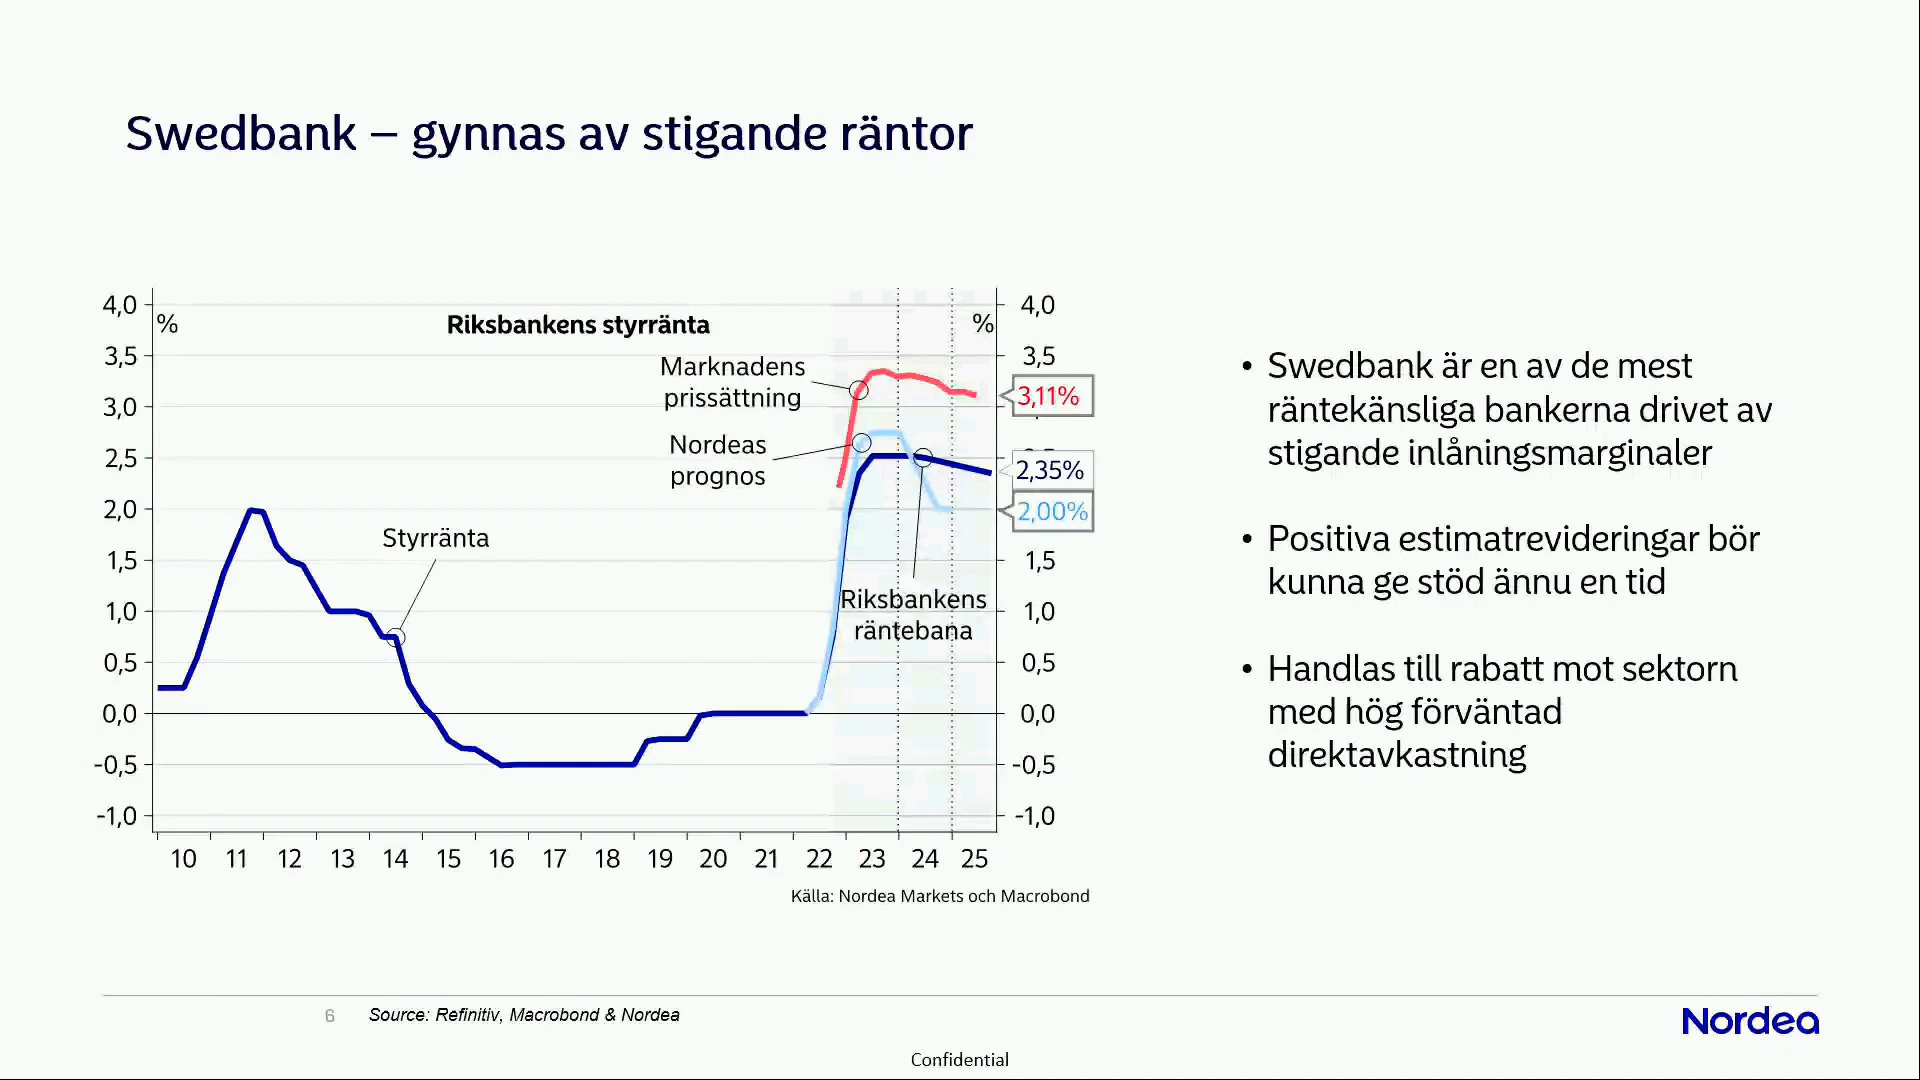 Swedbank – gynnas av stigande räntor
4,0
3,5
3,0
2,5
2,0
1,5
1,0
0,5
0,0
-0,5
-1,0
%
Riksbankens styrränta
%
Marknadens
prissättning
Nordeas
prognos
Styrränta
Riksbankens
räntebana
4,0
3,5
3,11%
2,35%
2,00%
1,5
1,0
0,5
0,0
-0,5
-1,0
10 11 12 13 14 15 16 17 18 19 20 21 22 23 24 25
Källa: Nordea Markets och Macrobond
• Swedbank är en av de mest
räntekänsliga bankerna drivet av
stigande inlåningsmarginaler
• Positiva estimatrevideringar bör
kunna ge stöd ännu en tid
• Handlas till rabatt mot sektorn
med hög förväntad
direktavkastning
6 Source: Refinitiv, Macrobond & Nordea
Nordea
Confidential